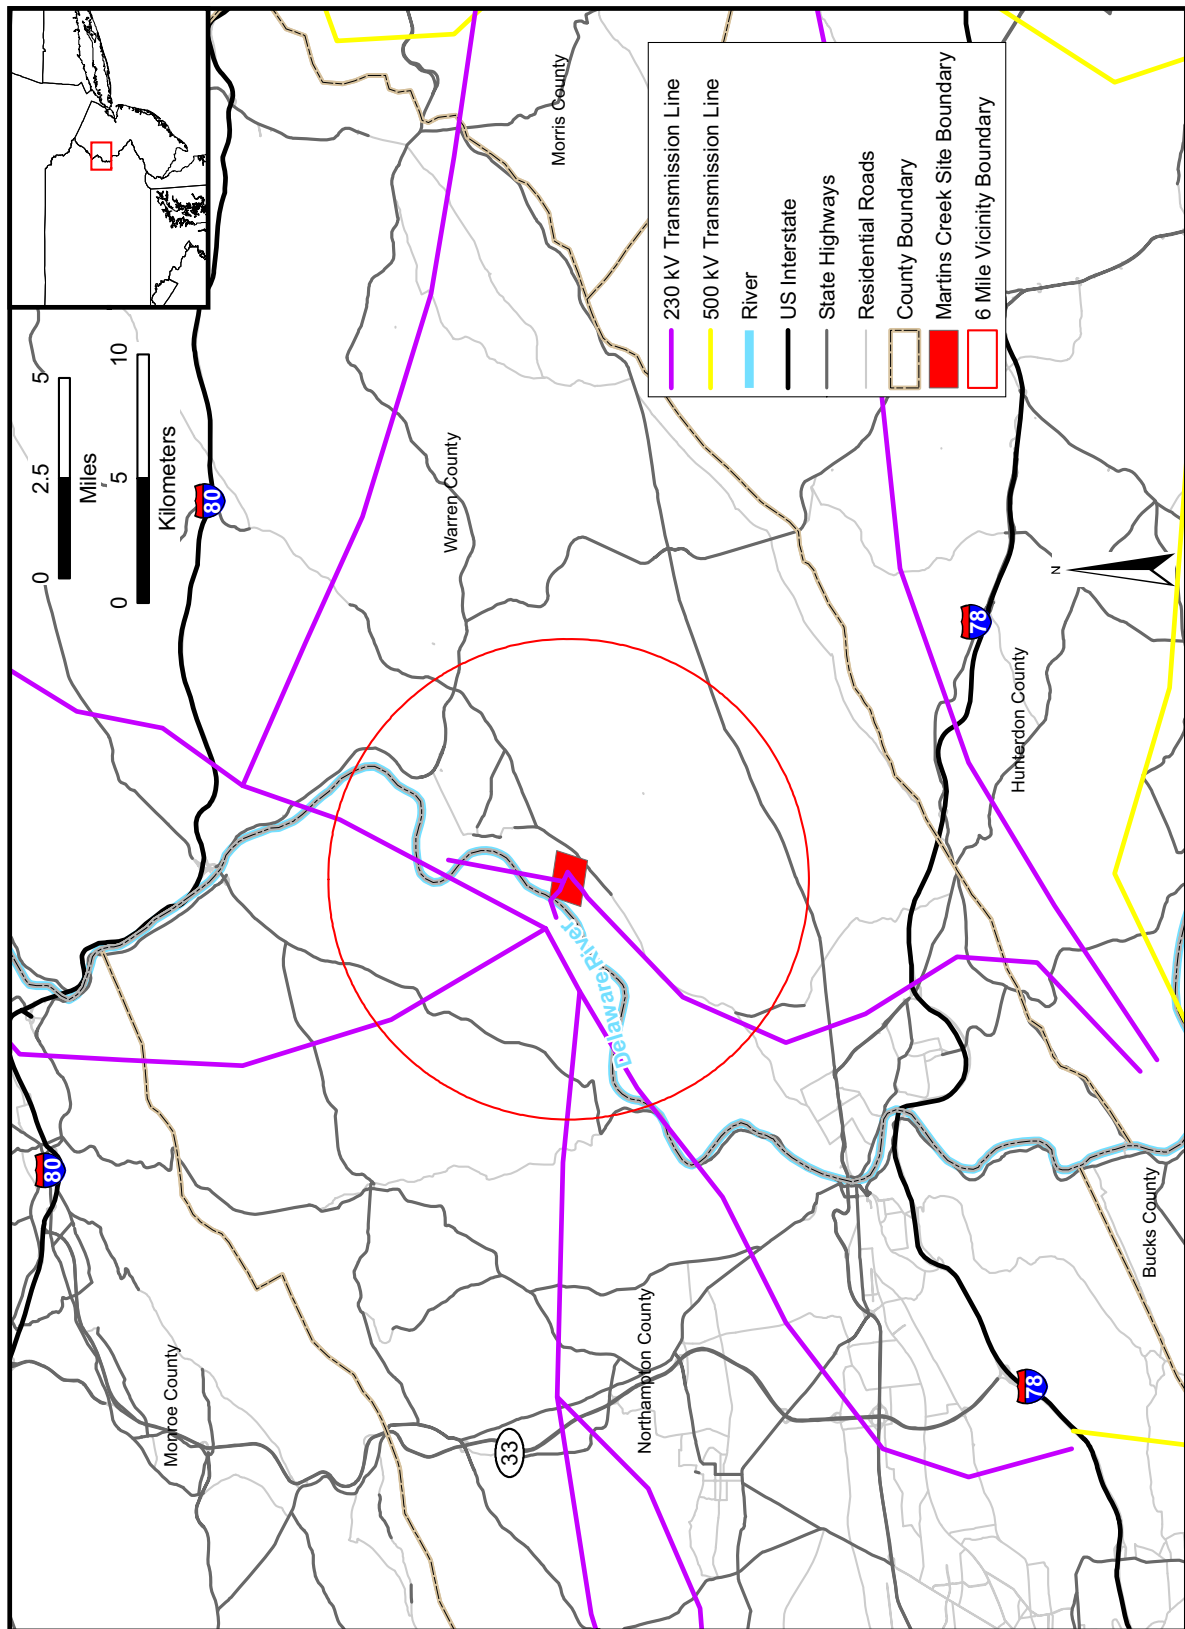 0 2.5 5
Miles
0 5 10
Kilometers
80
80
Monroe County
Warren County
Morris County
33
Northampton County
Delaware River
78
78
Hunterdon County
Bucks County
N
230 kV Transmission Line
500 kV Transmission Line
River
US Interstate
State Highways
Residential Roads
County Boundary
Martins Creek Site Boundary
6 Mile Vicinity Boundary